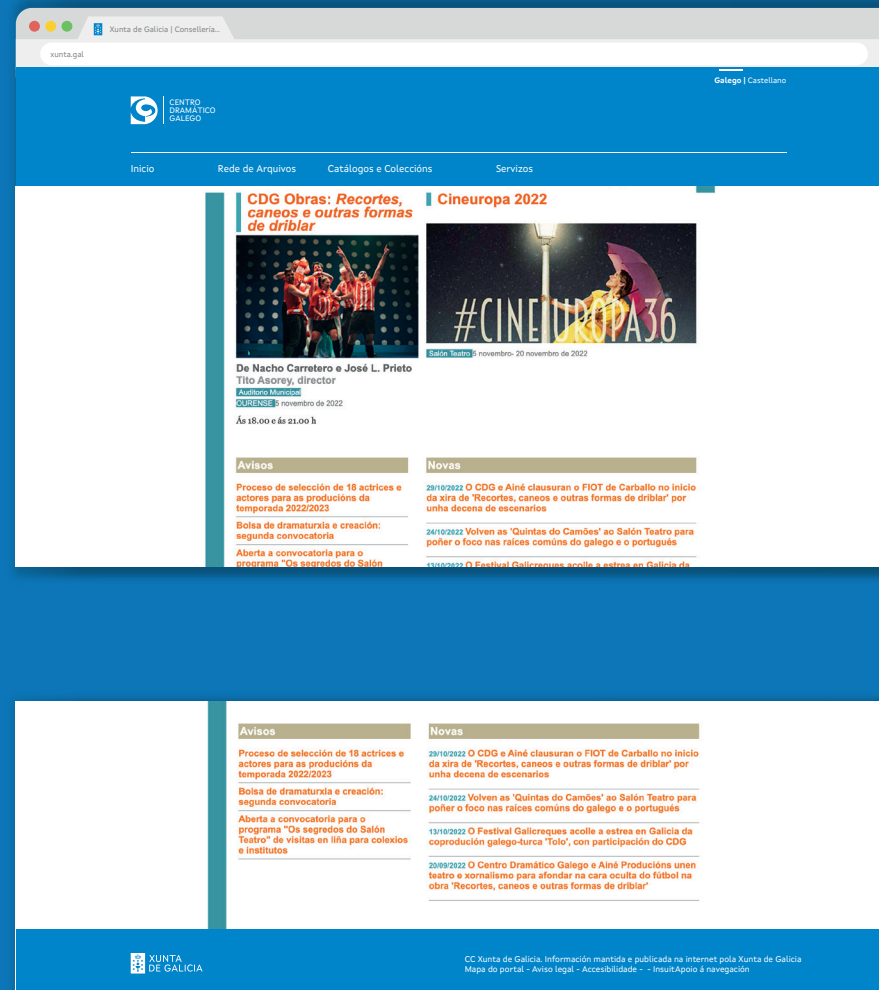 Xunta de Galicia | Consellería...
xunta.gal
Galego | Castellano
CENTRO
DRAMÁTICO
GALEGO
Inicio
Rede de Arquivos
Catálogos e Coleccións
Servizos
CDG Obras: Recortes,
caneos e outras formas
de driblar
De Nacho Carretero e José L. Prieto
Tito Asorey, director
Auditorio Municipal
OURENSE 5 novembro de 2022
Ás 18.00 e ás 21.00 h
Cineuropa 2022
#CINEUROPA36
Salón Teatro 5 novembro- 20 novembro de 2022
Avisos
Proceso de selección de 18 actrices e
actores para as producións da
temporada 2022/2023
Bolsa de dramaturxia e creación:
segunda convocatoria
Aberta a convocatoria para o
programa "Os segredos do Salón
Novas
29/10/2022 O CDG e Ainé clausuran o FIOT de Carballo no inicio
da xira de 'Recortes, caneos e outras formas de driblar' por
unha decena de escenarios
24/10/2022 Volven as 'Quintas do Camões' ao Salón Teatro para
poñer o foco nas raíces comúns do galego e o portugués
13/10/2022 O Festival Galicreques acolle a estrea en Galicia da
Avisos
Proceso de selección de 18 actrices e
actores para as producións da
temporada 2022/2023
Bolsa de dramaturxia e creación:
segunda convocatoria
Aberta a convocatoria para o
programa "Os segredos do Salón
Teatro" de visitas en liña para colexios
e institutos
Novas
29/10/2022 O CDG e Ainé clausuran o FIOT de Carballo no inicio
da xira de 'Recortes, caneos e outras formas de driblar' por
unha decena de escenarios
24/10/2022 Volven as 'Quintas do Camões' ao Salón Teatro para
poñer o foco nas raíces comúns do galego e o portugués
13/10/2022 O Festival Galicreques acolle a estrea en Galicia da
coprodución galego-turca 'Tolo', con participación do CDG
20/09/2022 O Centro Dramático Galego e Ainé Producións unen
teatro e xornalismo para afondar na cara oculta do fútbol na
obra 'Recortes, caneos e outras formas de driblar'
XUNTA
DE GALICIA
CC Xunta de Galicia. Información mantida e publicada na internet pola Xunta de Galicia
Mapa do portal - Aviso legal - Accesibilidade - - InsuitApoio á navegación